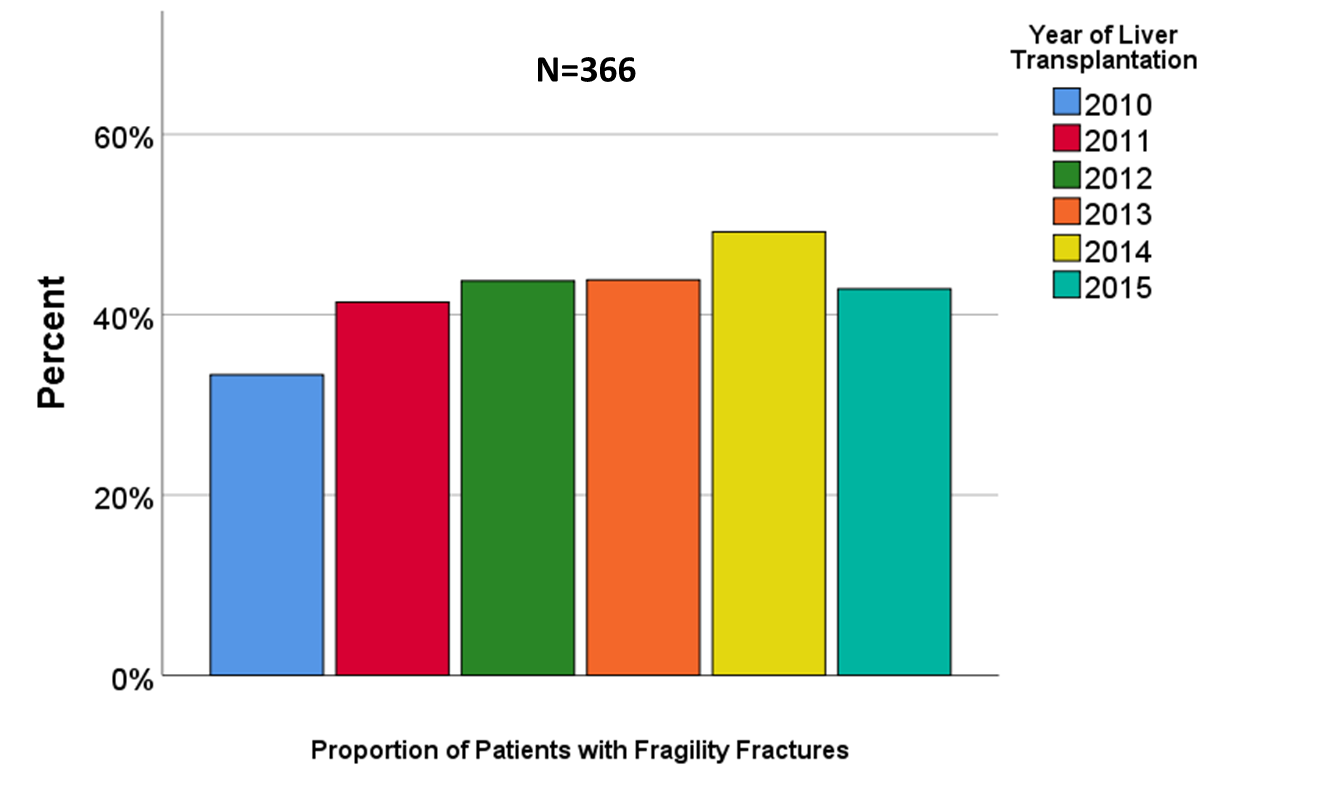 N=366
60%
40%
20%
0%
Percent
Proportion of Patients with Fragility Fractures
Year of Liver
Transplantation
2010
2011
2012
2013
2014
2015